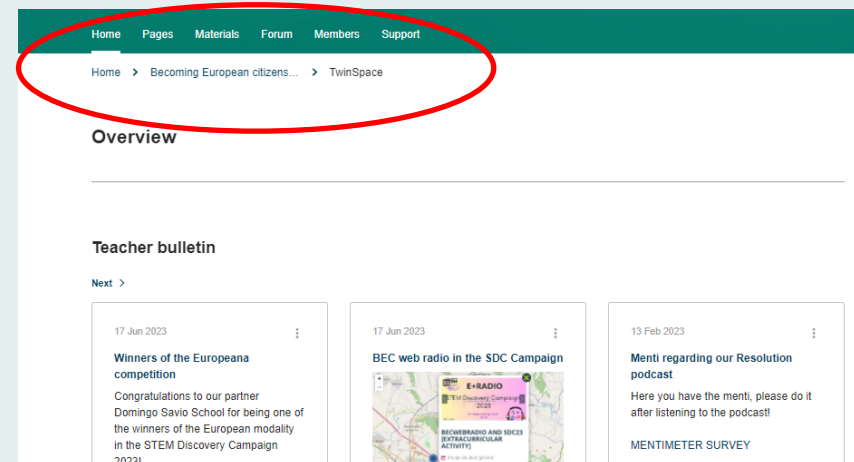 Home Pages Materials Forum Members Support
Home > Becoming European citizens... > TwinSpace
Overview
Teacher bulletin
Next >
17 Jun 2023
Winners of the Europeana
competition
Congratulations to our partner
Domingo Savio School for being one of
the winners of the European modality
in the STEM Discovery Campaign
2023!
17 Jun 2023
BEC web radio in the SDC Campaign
E+RADIO
STEM Discovery Campaign
2023
BECWEBRADIO AND SDC23
[EXTRACURRICULAR
ACTIVITY]
13 Feb 2023
Menti regarding our Resolution
podcast
Here you have the menti, please do it
after listening to the podcast!
MENTIMETER SURVEY